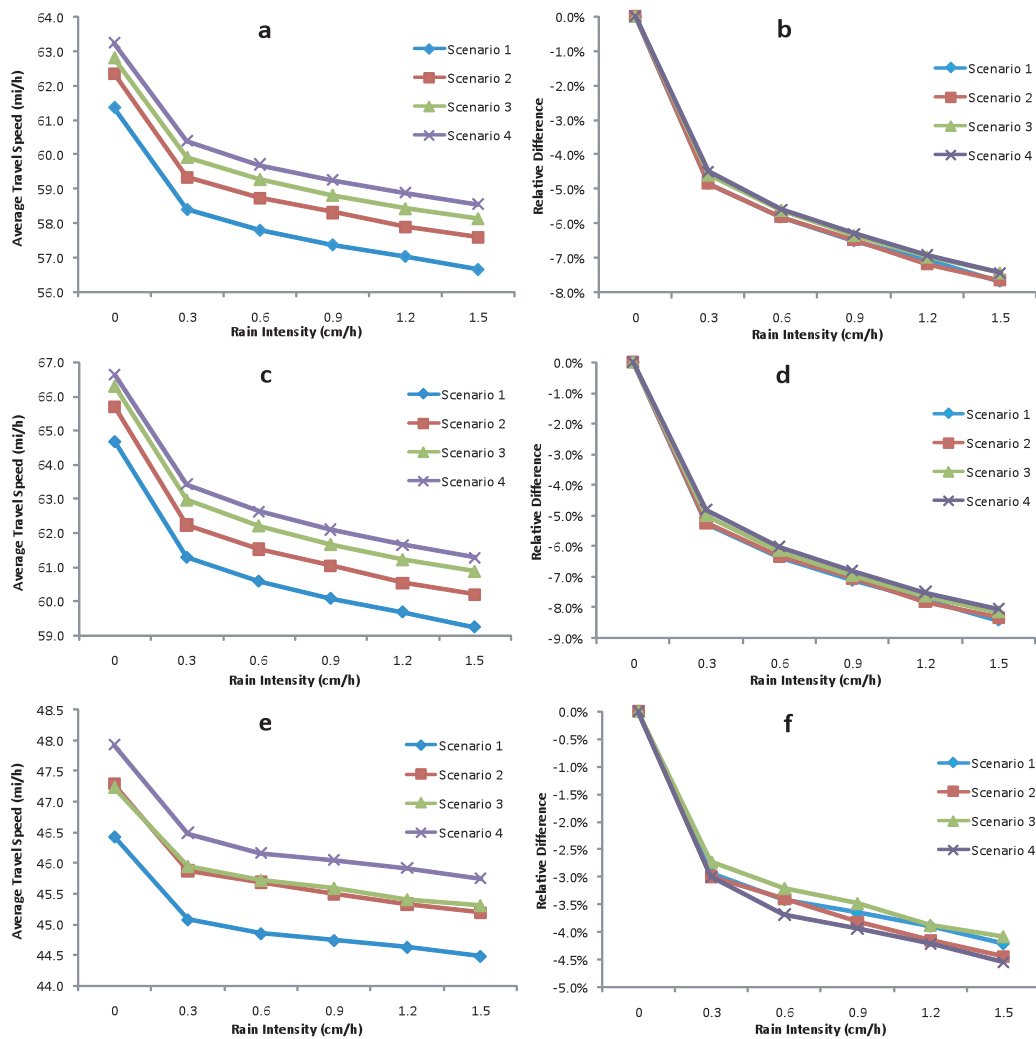 a
64.0
63.0
62.0
61.0
60.0
59.0
58.0
57.0
56.0
Average Travel Speed (mi/h)
0 0.3 0.6 0.9 1.2 1.5
Rain Intensity (cm/h)
Scenario 1
Scenario 2
Scenario 3
Scenario 4
b
0.0%
-1.0%
-2.0%
-3.0%
-4.0%
-5.0%
-6.0%
-7.0%
-8.0%
Relative Difference
0 0.3 0.6 0.9 1.2 1.5
Rain Intensity (cm/h)
Scenario 1
Scenario 2
Scenario 3
Scenario 4
c
67.0
66.0
65.0
64.0
63.0
62.0
61.0
60.0
59.0
Average Travel Speed (mi/h)
0 0.3 0.6 0.9 1.2 1.5
Rain Intensity (cm/h)
Scenario 1
Scenario 2
Scenario 3
Scenario 4
d
0.0%
-1.0%
-2.0%
-3.0%
-4.0%
-5.0%
-6.0%
-7.0%
-8.0%
-9.0%
Relative Difference
0 0.3 0.6 0.9 1.2 1.5
Rain Intensity (cm/h)
Scenario 1
Scenario 2
Scenario 3
Scenario 4
e
48.5
48.0
47.5
47.0
46.5
46.0
45.5
45.0
44.5
44.0
Average Travel Speed (mi/h)
0 0.3 0.6 0.9 1.2 1.5
Rain Intensity (cm/h)
Scenario 1
Scenario 2
Scenario 3
Scenario 4
f
0.0%
-0.5%
-1.0%
-1.5%
-2.0%
-2.5%
-3.0%
-3.5%
-4.0%
-4.5%
-5.0%
Relative Difference
0 0.3 0.6 0.9 1.2 1.5
Rain Intensity (cm/h)
Scenario 1
Scenario 2
Scenario 3
Scenario 4